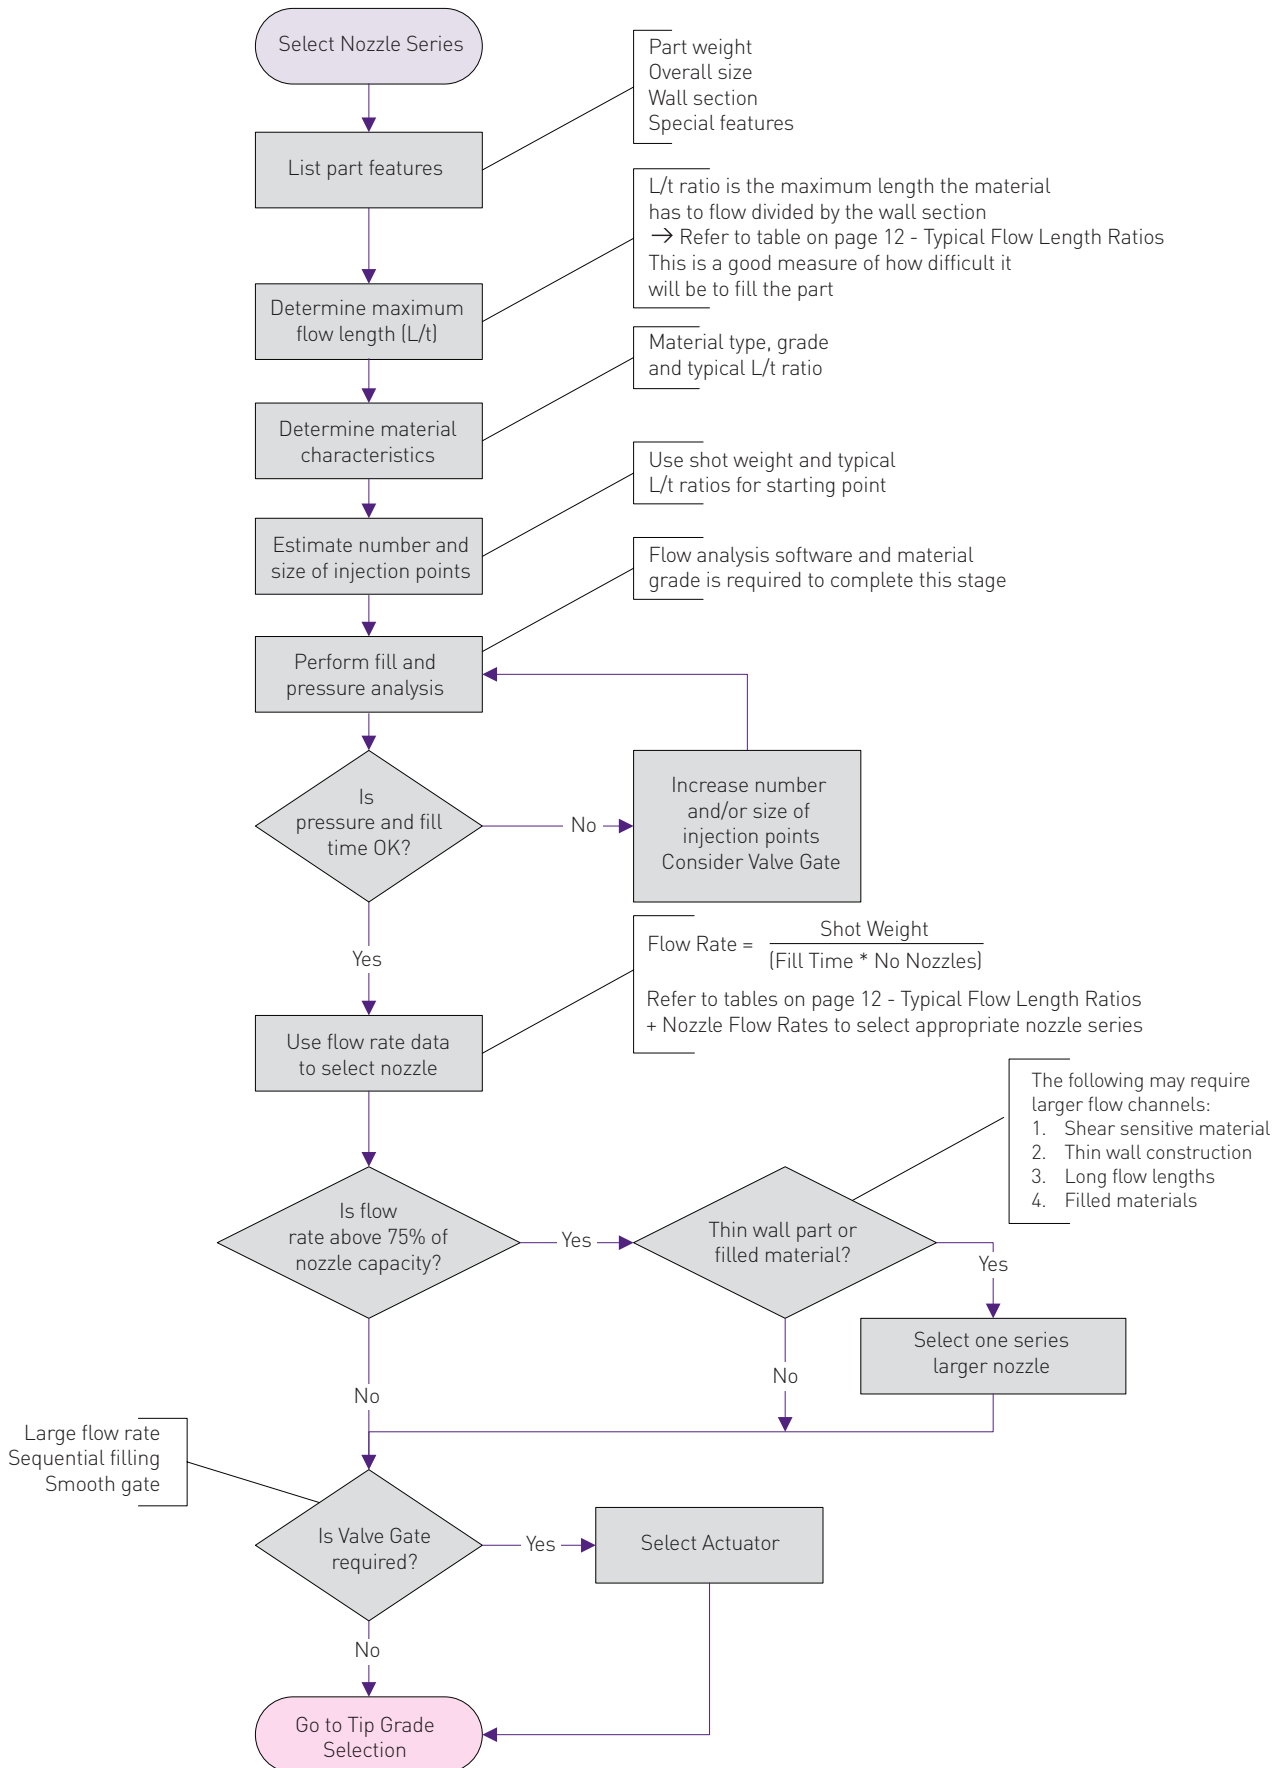 Select Nozzle Series
Part weight
Overall size
Wall section
Special features
List part features
L/t ratio is the maximum length the material
has to flow divided by the wall section
→ Refer to table on page 12 - Typical Flow Length Ratios
This is a good measure of how difficult it
will be to fill the part
Determine maximum
flow length (L/t)
Material type, grade
and typical L/t ratio
Determine material
characteristics
Use shot weight and typical
L/t ratios for starting point
Estimate number and
size of injection points
Flow analysis software and material
grade is required to complete this stage
Perform fill and
pressure analysis
Is
pressure and fill
time OK?
No
Increase number
and/or size of
injection points
Consider Valve Gate
Yes
Flow Rate = Shot Weight
(Fill Time * No Nozzles)
Refer to tables on page 12 - Typical Flow Length Ratios
+ Nozzle Flow Rates to select appropriate nozzle series
Use flow rate data
to select nozzle
The following may require
larger flow channels:
1. Shear sensitive material
2. Thin wall construction
3. Long flow lengths
4. Filled materials
Is flow
rate above 75% of
nozzle capacity?
Yes
Thin wall part or
filled material?
Yes
Select one series
larger nozzle
No
No
Large flow rate
Sequential filling
Smooth gate
Is Valve Gate
required?
Yes
Select Actuator
No
Go to Tip Grade
Selection